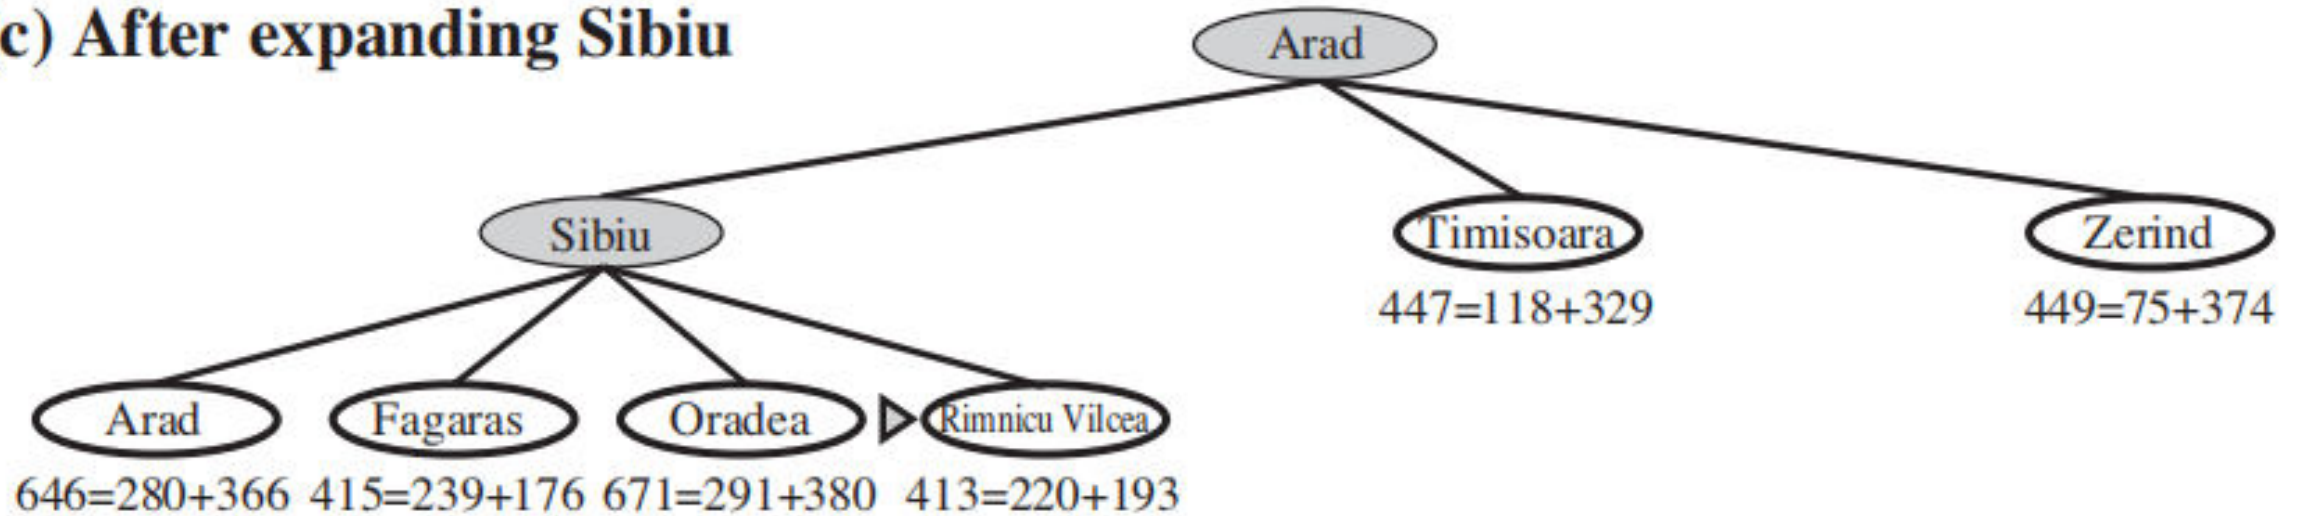 c) After expanding Sibiu
Arad
Sibiu
Timisoara
Zerind
447=118+329
449=75+374
Arad
Fagaras
Oradea
Rimnicu Vilcea
646=280+366
415=239+176
671=291+380
413=220+193